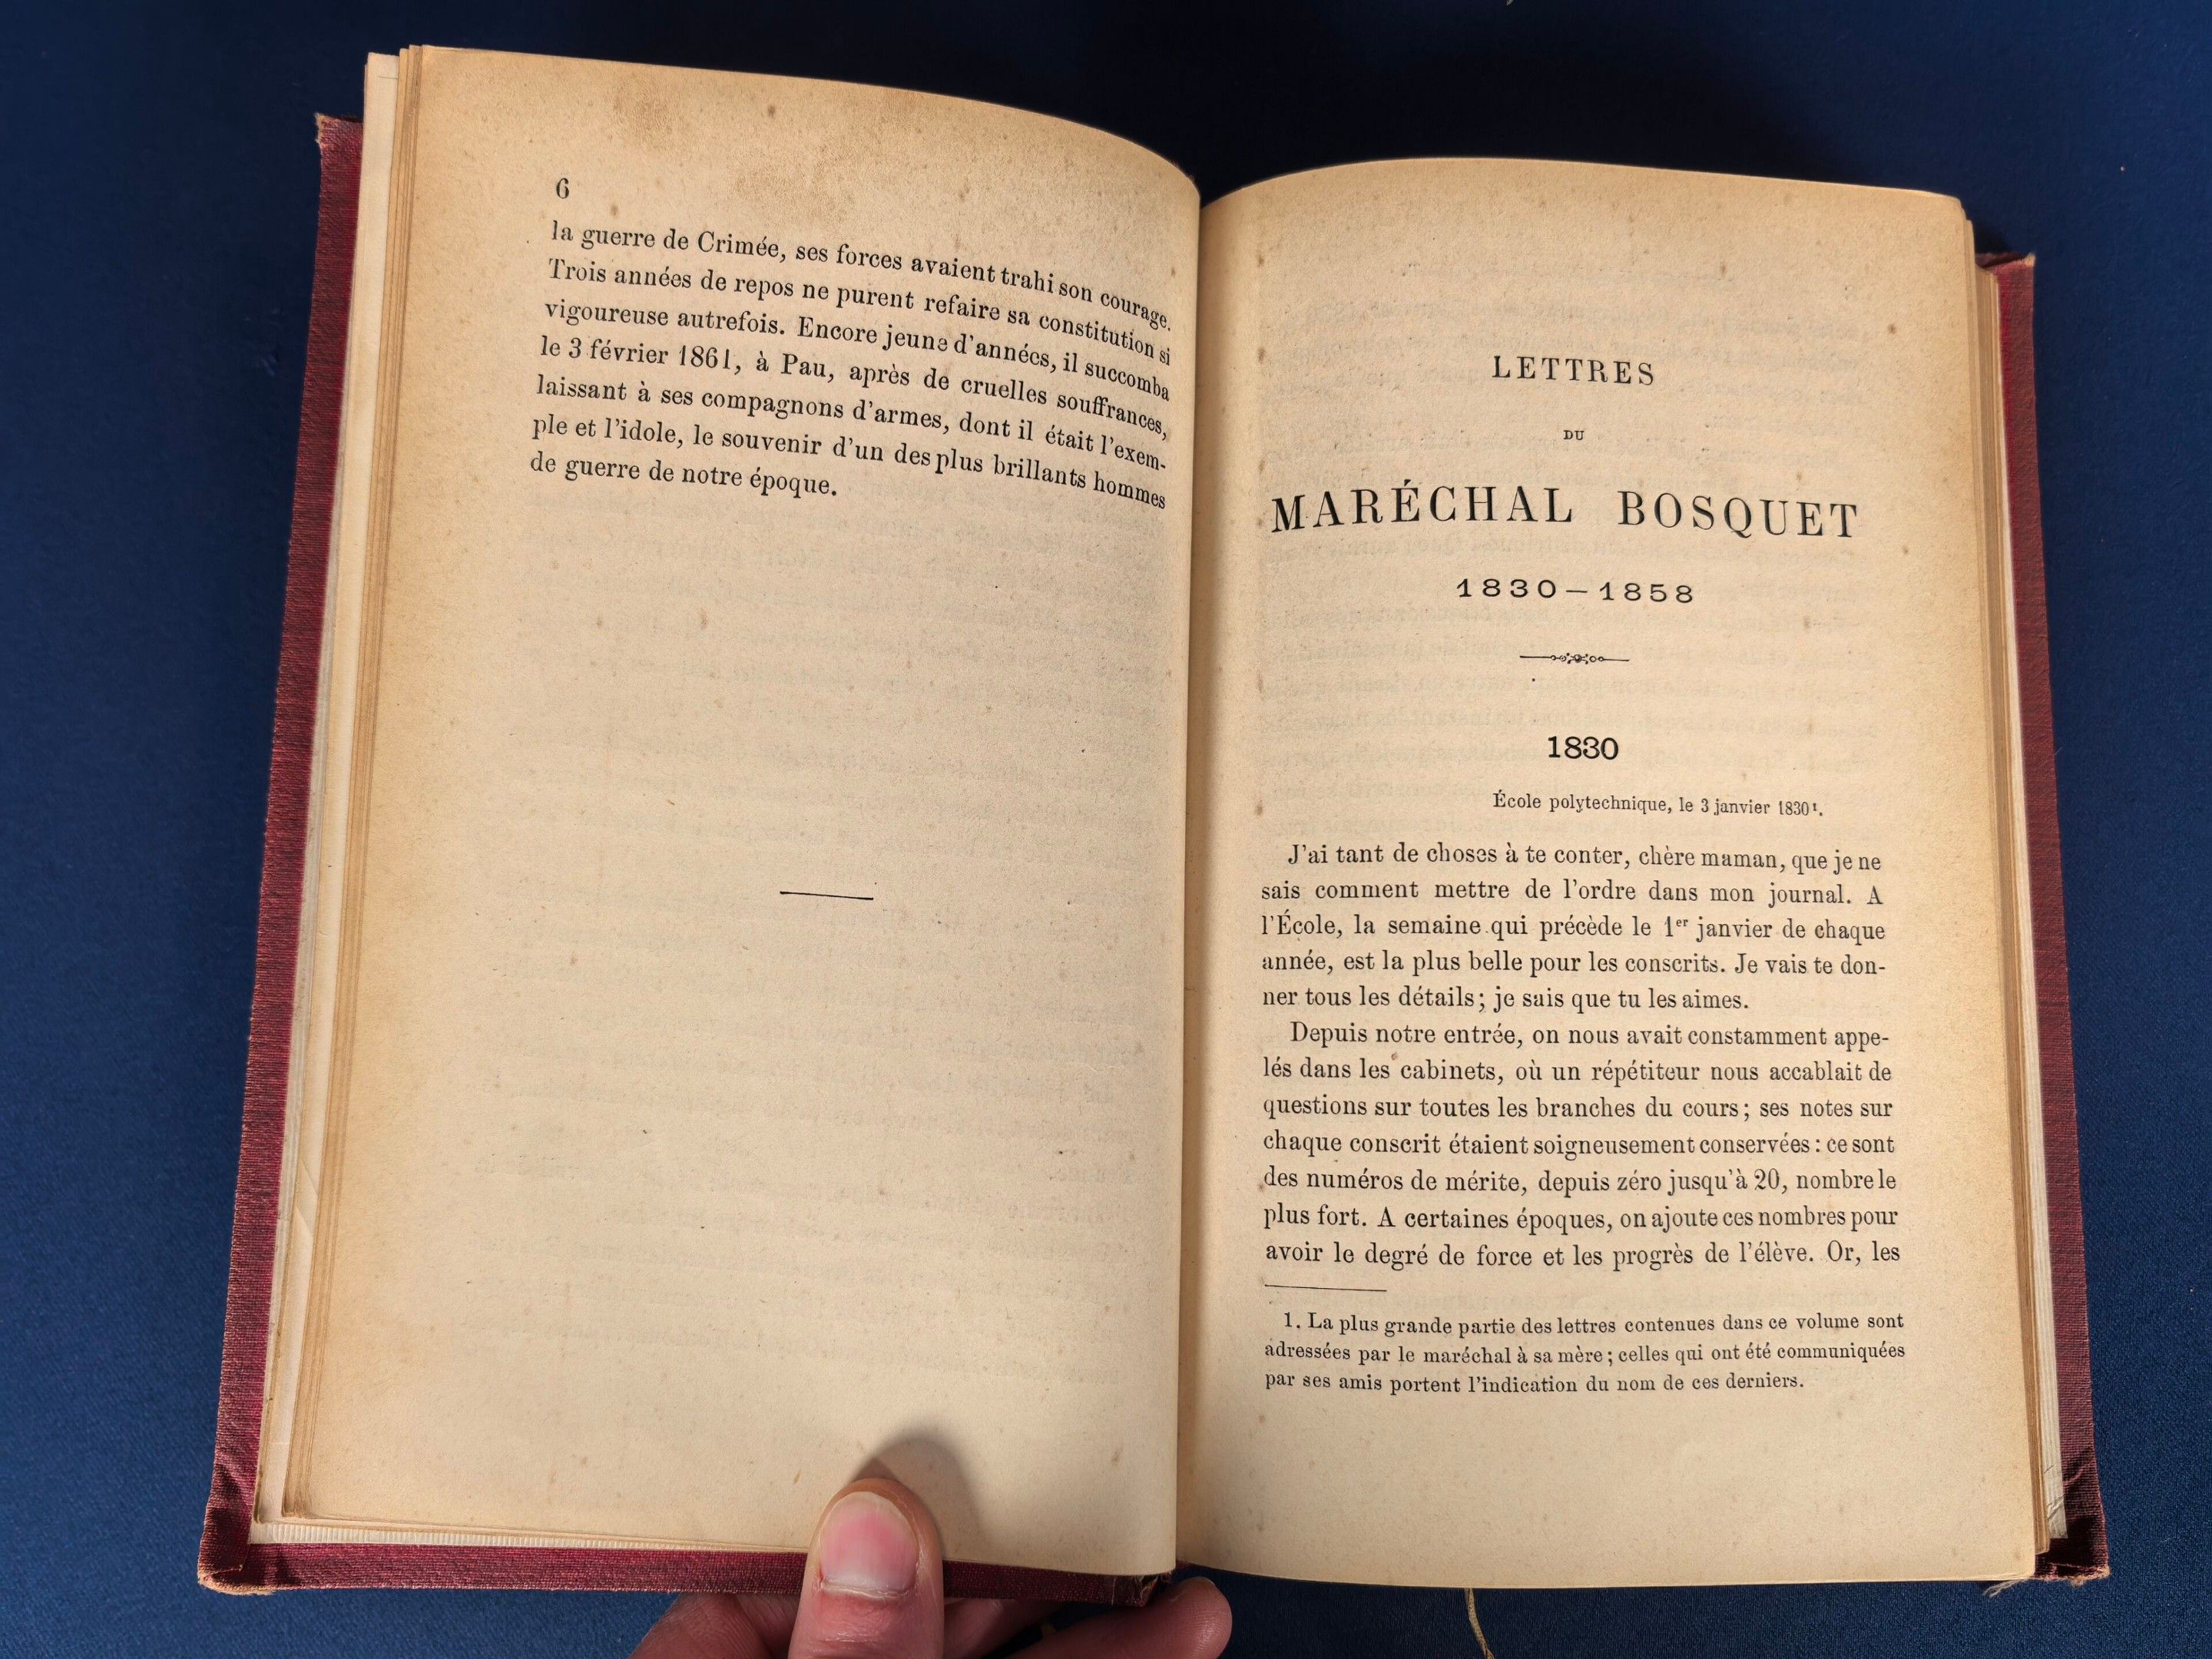 6
la guerre de Crimée, ses forces avaient trahi son courage.
Trois années de repos ne purent refaire sa constitution si
vigoureuse autrefois. Encore jeune d'années, il succomba
le 3 février 1861, à Pau, après de cruelles souffrances,
laissant à ses compagnons d'armes, dont il était l'exem-
ple et l'idole, le souvenir d'un des plus brillants hommes
de guerre de notre époque.
LETTRES
DU
MARÉCHAL BOSQUET
1830–1858
1830
École polytechnique, le 3 janvier 1830¹.
J'ai tant de choses à te conter, chère maman, que je ne
sais comment mettre de l'ordre dans mon journal. A
l'École, la semaine qui précède le 1er janvier de chaque
année, est la plus belle pour les conscrits. Je vais te don-
ner tous les détails; je sais que tu les aimes.
Depuis notre entrée, on nous avait constamment appe-
lés dans les cabinets, où un répétiteur nous accablait de
questions sur toutes les branches du cours; ses notes sur
chaque conscrit étaient soigneusement conservées : ce sont
des numéros de mérite, depuis zéro jusqu'à 20, nombre le
plus fort. A certaines époques, on ajoute ces nombres pour
avoir le degré de force et les progrès de l'élève. Or, les
1. La plus grande partie des lettres contenues dans ce volume sont
adressées par le maréchal à sa mère; celles qui ont été communiquées
par ses amis portent l'indication du nom de ces derniers.